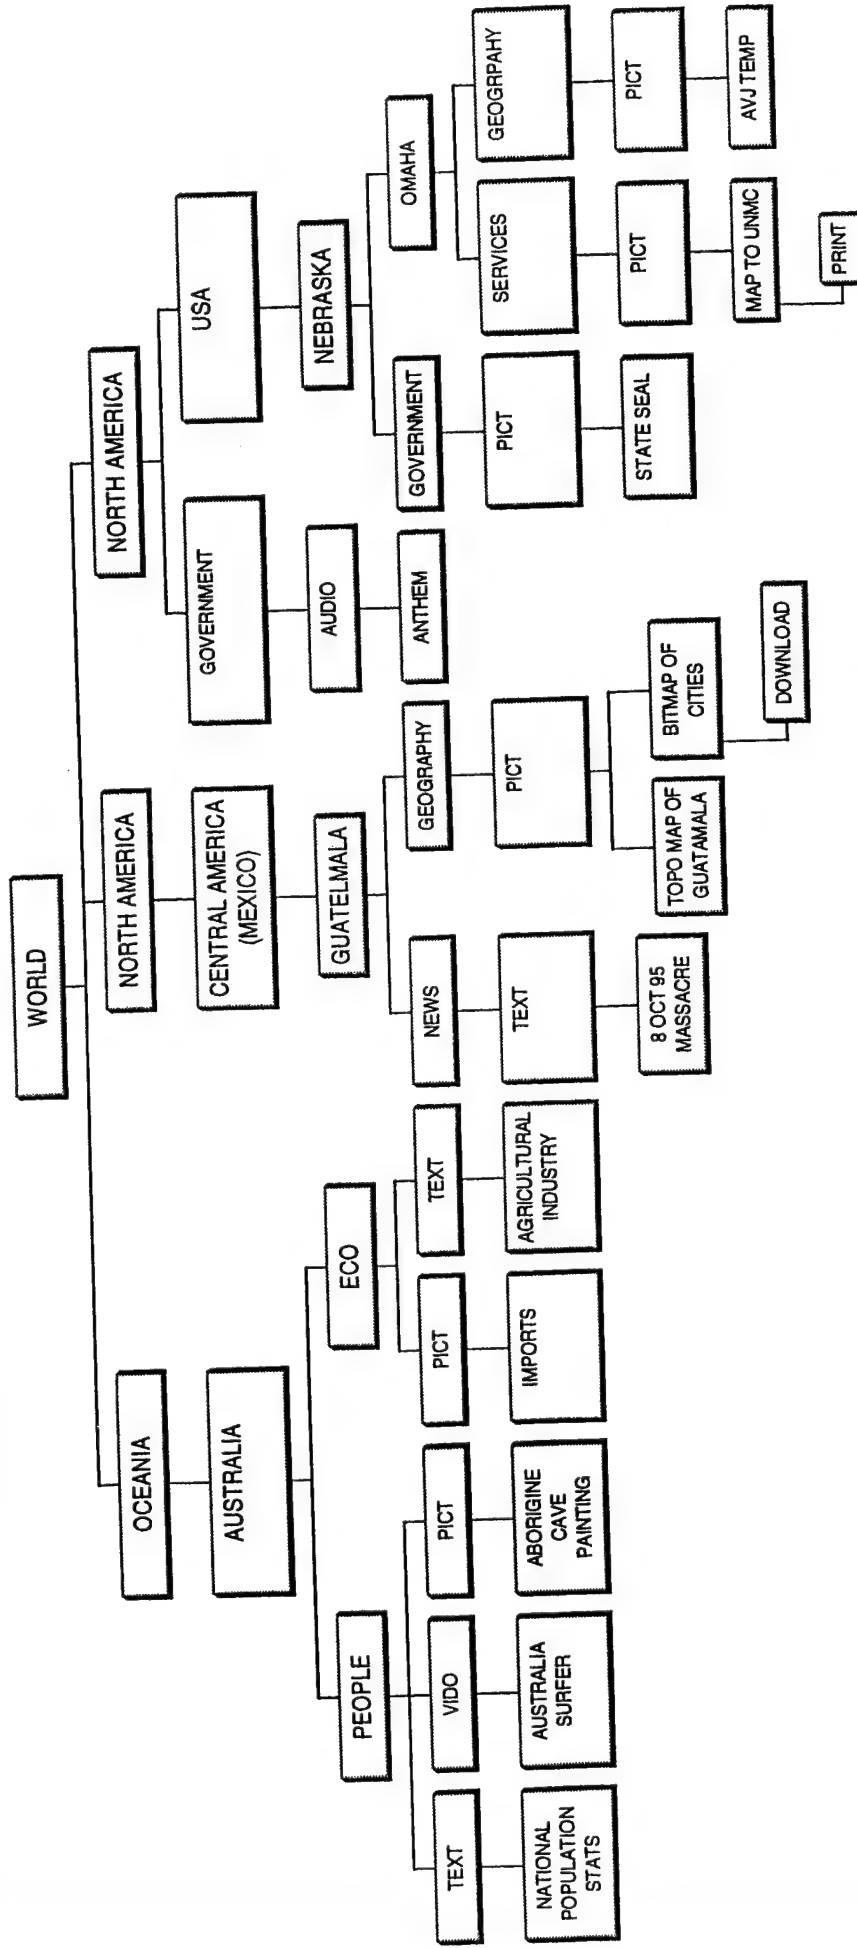 WORLD
OCEANIA
NORTH AMERICA
NORTH AMERICA
AUSTRALIA
CENTRAL AMERICA
(MEXICO)
GOVERNMENT
USA
PEOPLE
ECO
GUATELMALA
AUDIO
NEBRASKA
TEXT
VIDO
PICT
PICT
TEXT
NEWS
GEOGRAPHY
ANTHEM
GOVERNMENT
OMAHA
NATIONAL
POPULATION
STATS
AUSTRALIA
SURFER
ABORIGINE
CAVE
PAINTING
IMPORTS
AGRICULTURAL
INDUSTRY
TEXT
PICT
PICT
SERVICES
GEOGRPAHY
8 OCT 95
MASSACRE
TOPO MAP OF
GUATAMALA
BITMAP OF
CITIES
STATE SEAL
PICT
PICT
DOWNLOAD
MAP TO UNMC
AVJ TEMP
PRINT